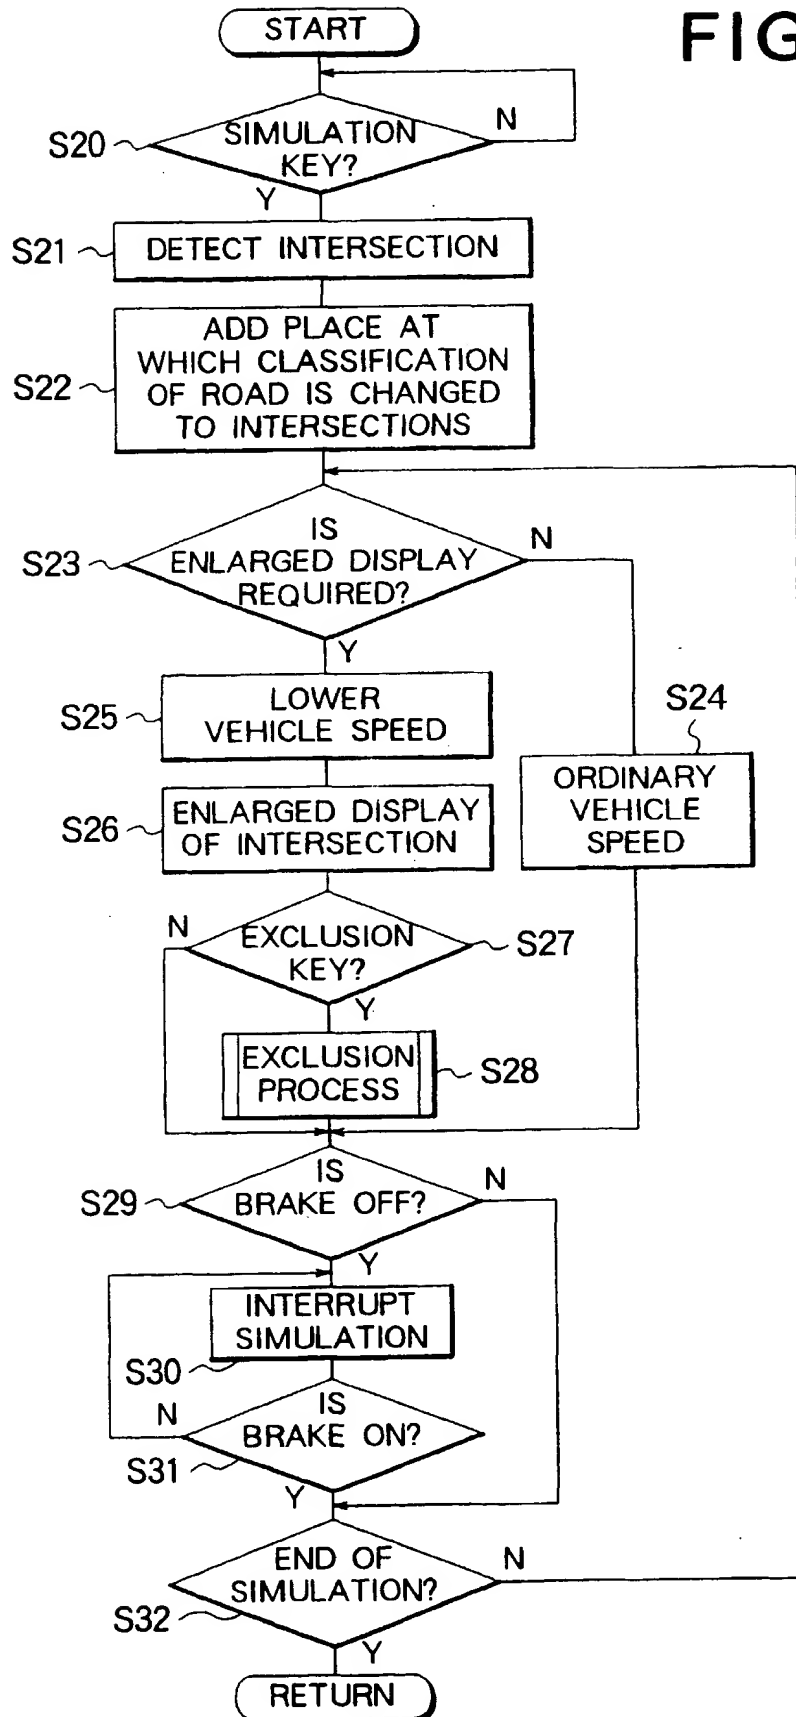 START
FIG
S20
SIMULATION
KEY?
N
Y
S21
DETECT INTERSECTION
S22
ADD PLACE AT
WHICH CLASSIFICATION
OF ROAD IS CHANGED
TO INTERSECTIONS
S23
IS
ENLARGED DISPLAY
REQUIRED?
N
Y
S25
LOWER
VEHICLE SPEED
S24
ORDINARY
VEHICLE
SPEED
S26
ENLARGED DISPLAY
OF INTERSECTION
N
EXCLUSION
KEY?
S27
Y
EXCLUSION
PROCESS
S28
S29
IS
BRAKE OFF?
N
Y
INTERRUPT
SIMULATION
S30
N
IS
BRAKE ON?
S31
Y
END OF
SIMULATION?
N
S32
Y
RETURN